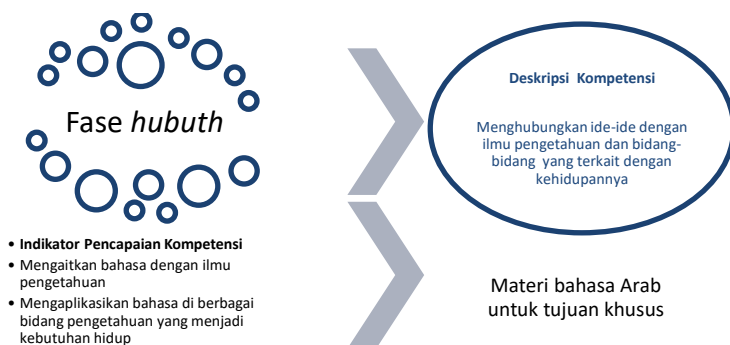 Fase hubuth
• Indikator Pencapaian Kompetensi
• Mengaitkan bahasa dengan ilmu
pengetahuan
• Mengaplikasikan bahasa di berbagai
bidang pengetahuan yang menjadi
kebutuhan hidup
Deskripsi Kompetensi
Menghubungkan ide-ide dengan
ilmu pengetahuan dan bidang-
bidang yang terkait dengan
kehidupannya
Materi bahasa Arab
untuk tujuan khusus